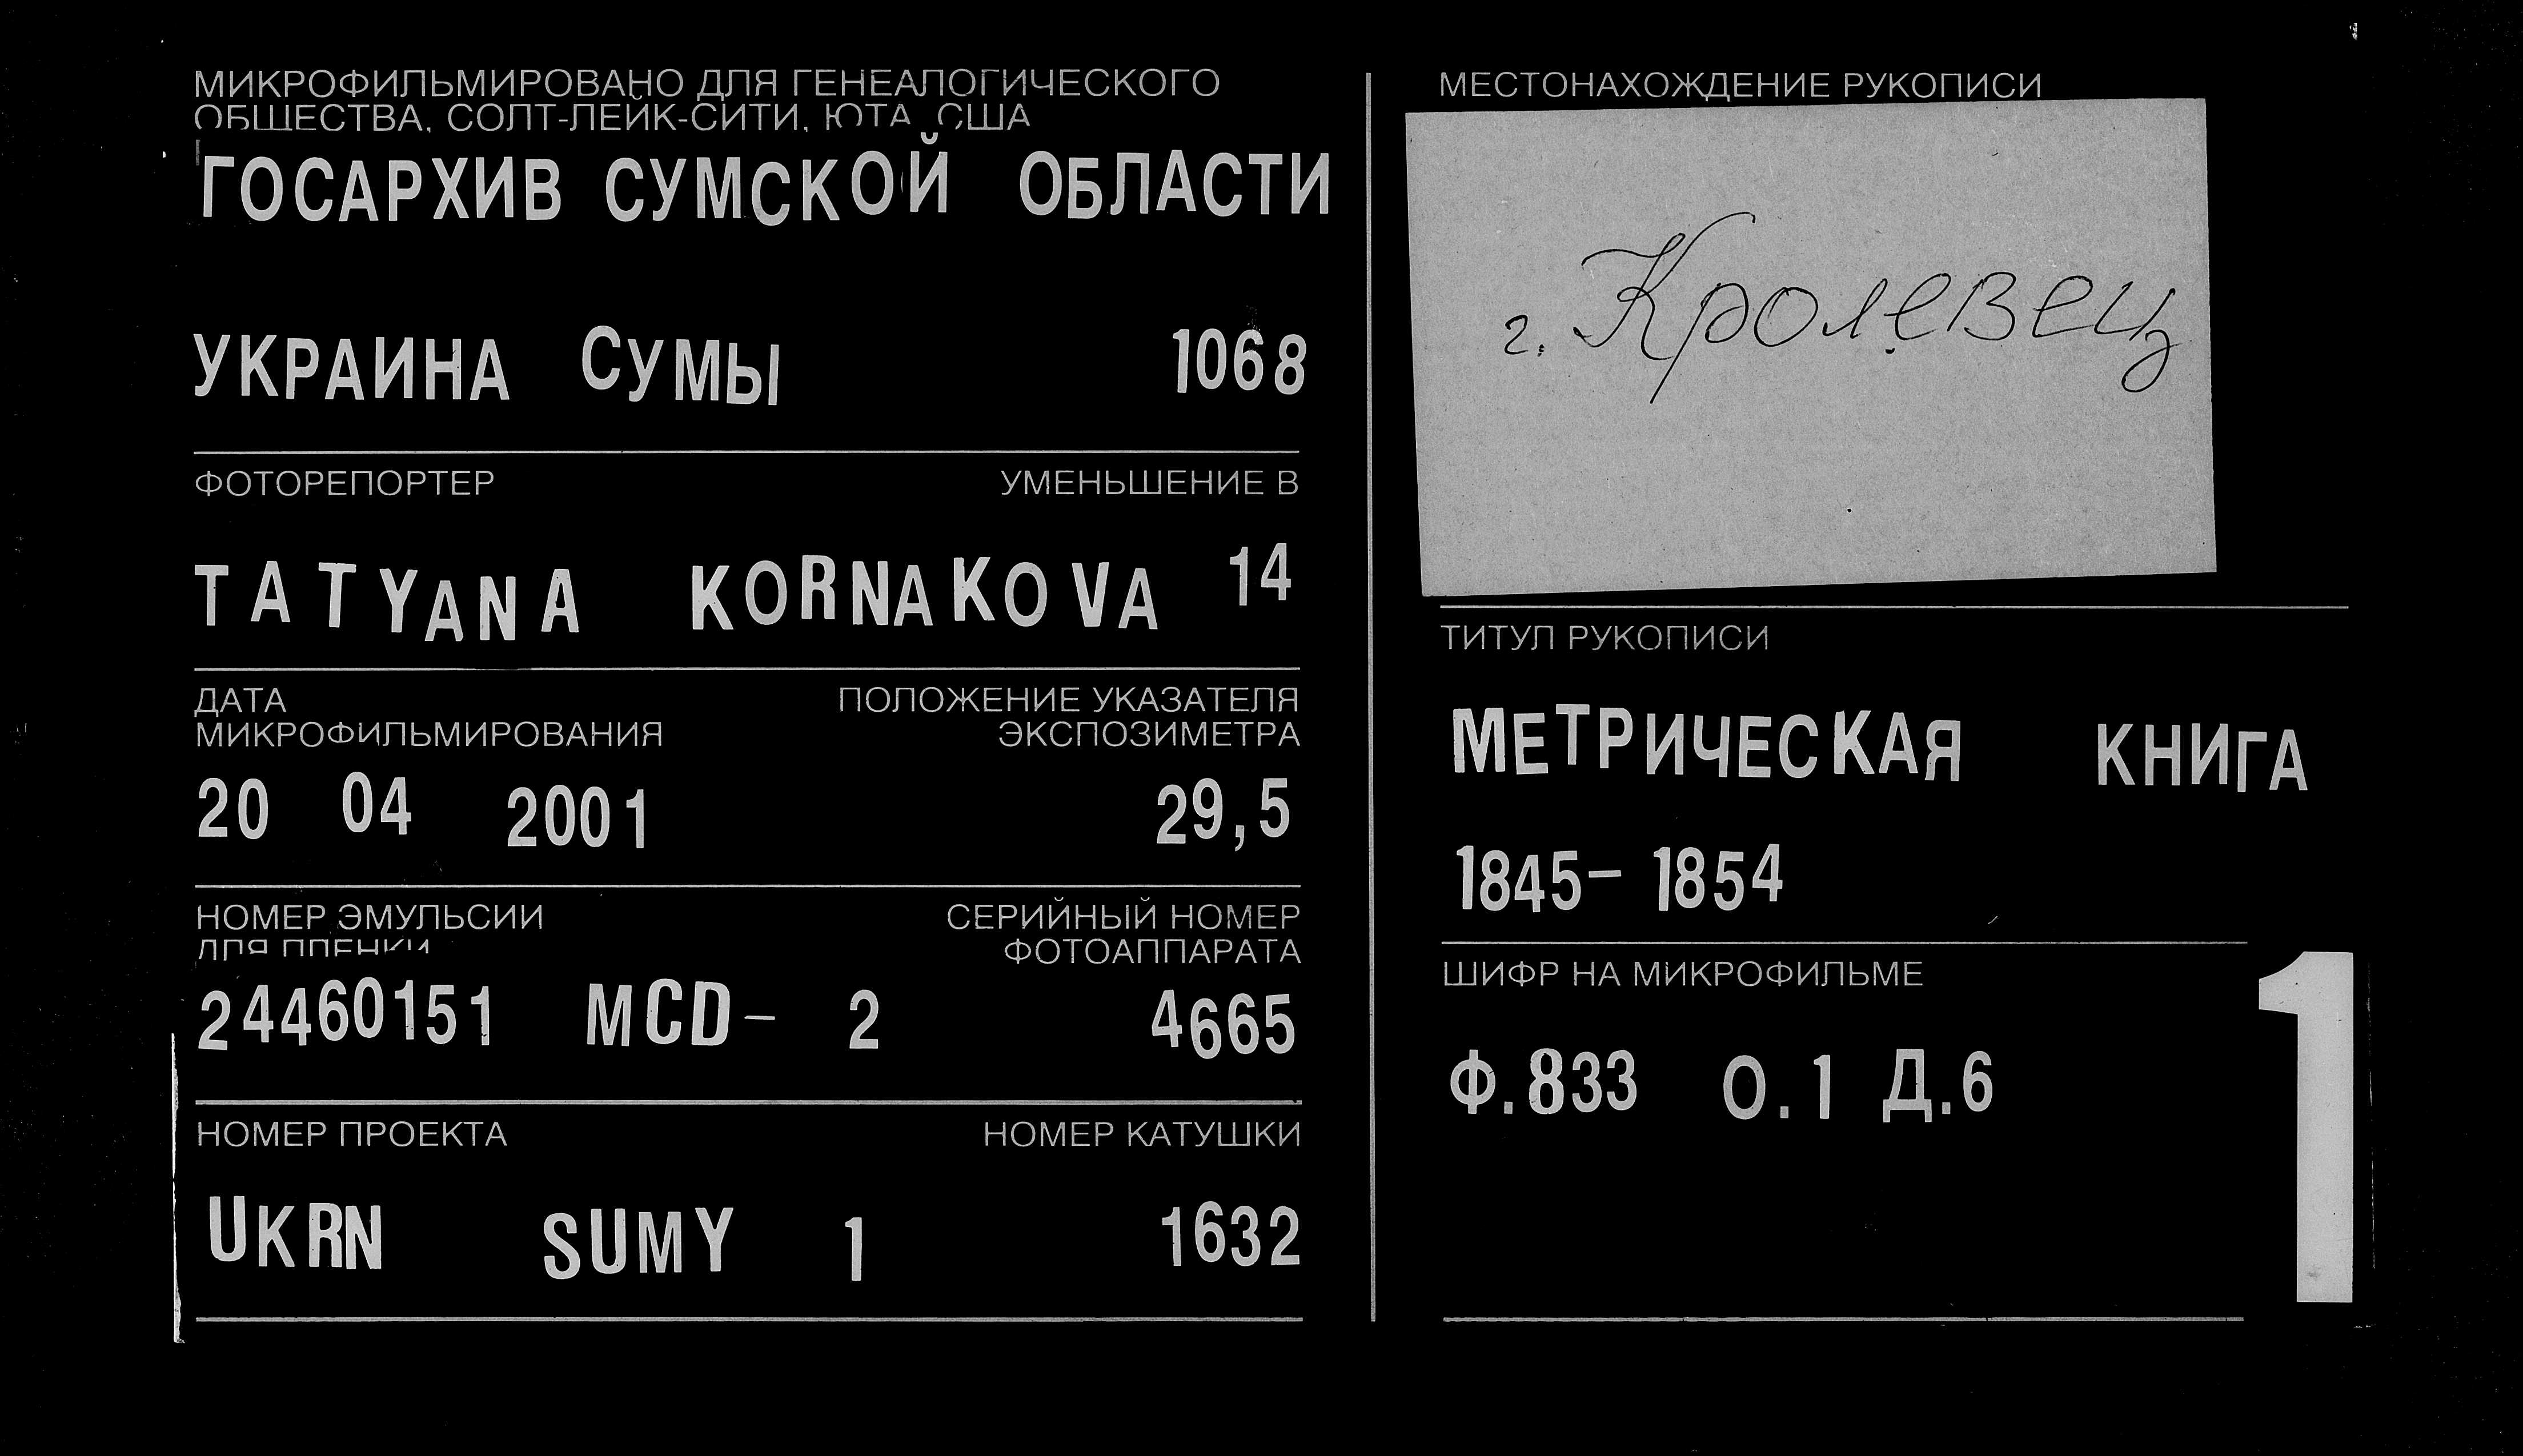 МИКРОФИЛЬМИРОВАНО ДЛЯ ГЕНЕАЛОГИЧЕСКОГО
ОБЩЕСТВА, СОЛТ-ЛЕЙК-СИТИ, ЮТА, США
ГОСАРХИВ СУМСКОЙ ОБЛАСТИ
УКРАИНА СУМЫ 1068
ФОТОРЕПОРТЕР УМЕНЬШЕНИЕ В
TATYANA KORNAKOVA 14
ДАТА ПОЛОЖЕНИЕ УКАЗАТЕЛЯ
МИКРОФИЛЬМИРОВАНИЯ ЭКСПОЗИМЕТРА
20 04 2001 29,5
НОМЕР ЭМУЛЬСИИ СЕРИЙНЫЙ НОМЕР
ДЛЯ ПЛЕНКИ ФОТОАППАРАТА
24460151 MCD- 2 4665
НОМЕР ПРОЕКТА НОМЕР КАТУШКИ
UKRN SUMY 1 1632
МЕСТОНАХОЖДЕНИЕ РУКОПИСИ
г. Кролевец
ТИТУЛ РУКОПИСИ
МЕТРИЧЕСКАЯ КНИГА
1845- 1854
ШИФР НА МИКРОФИЛЬМЕ
Ф.833 О.1 Д.6
1